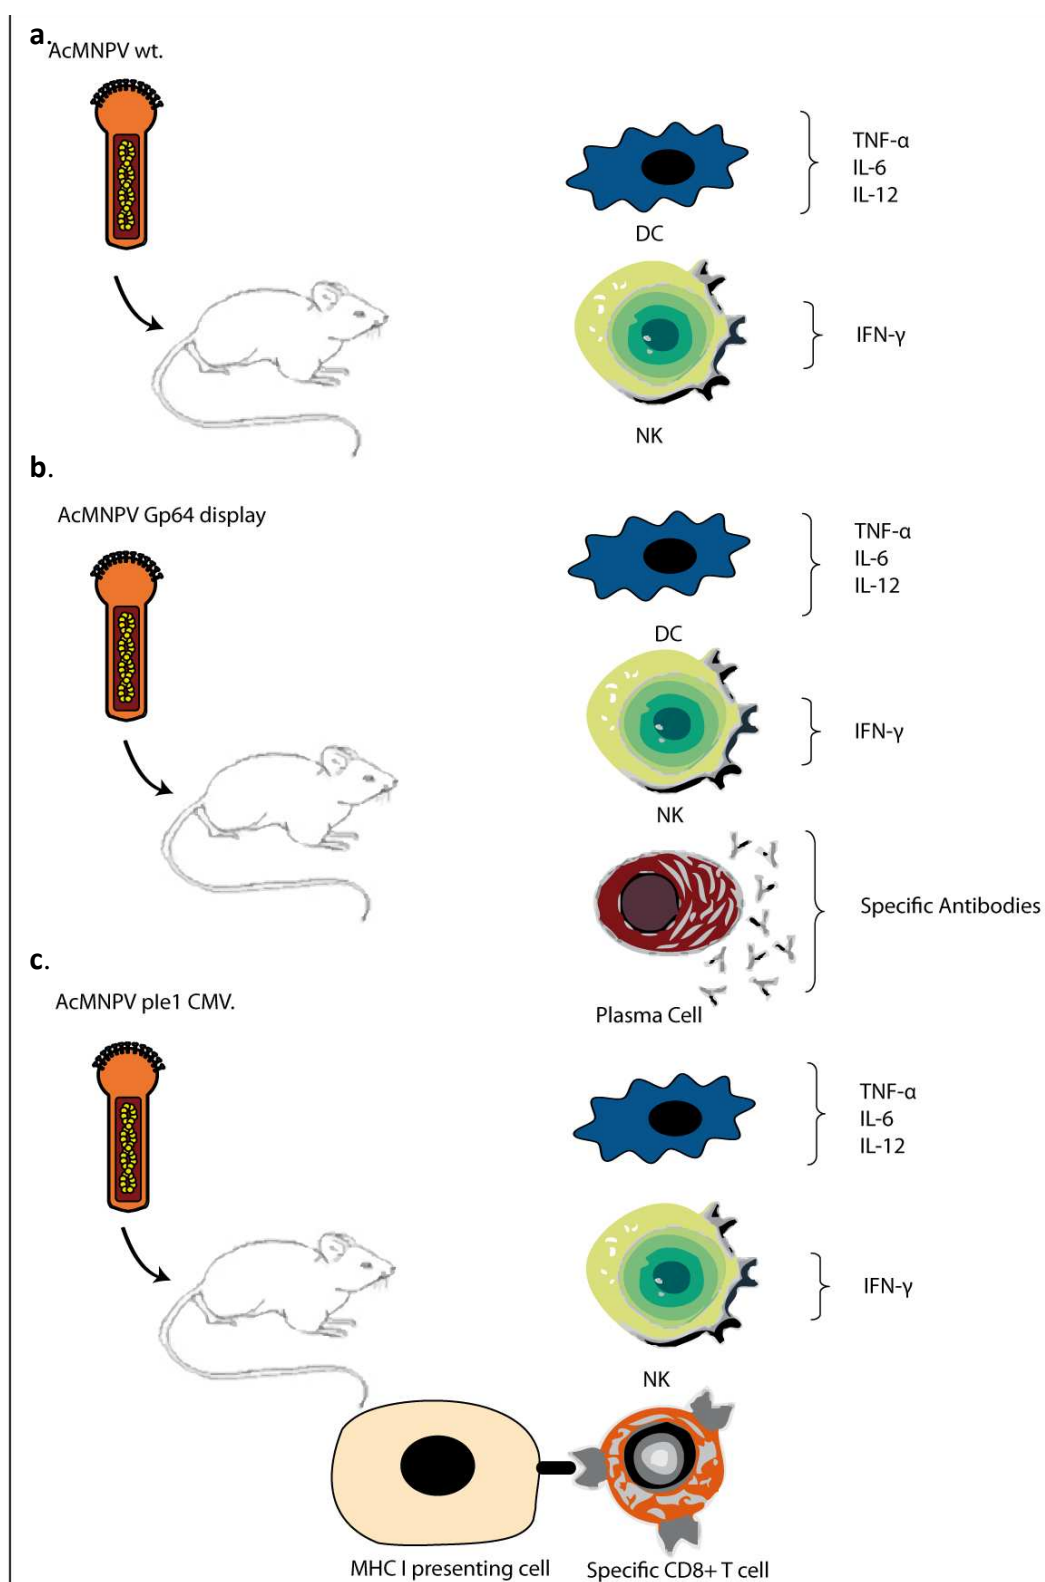 a.
AcMNPV wt.
TNF-α
IL-6
IL-12
DC
IFN-γ
NK
b.
AcMNPV Gp64 display
TNF-α
IL-6
IL-12
DC
IFN-γ
NK
Specific Antibodies
Plasma Cell
c.
AcMNPV ple1 CMV.
TNF-α
IL-6
IL-12
IFN-γ
NK
MHC I presenting cell
Specific CD8+ T cell